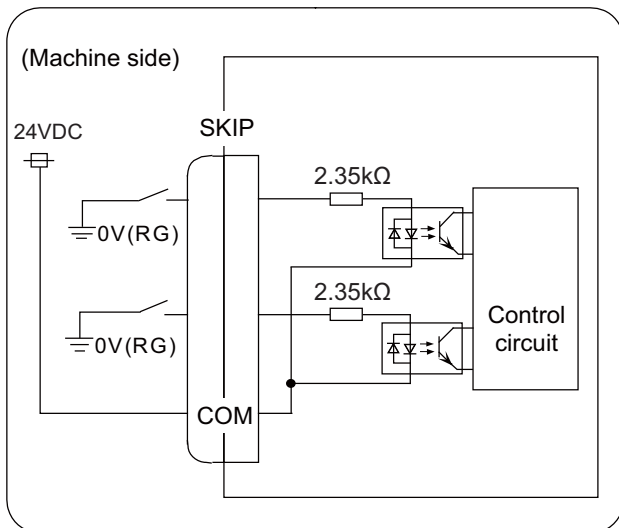 (Machine side)
24VDC
SKIP
2.35kΩ
0V(RG)
2.35kΩ
0V(RG)
Control
circuit
COM